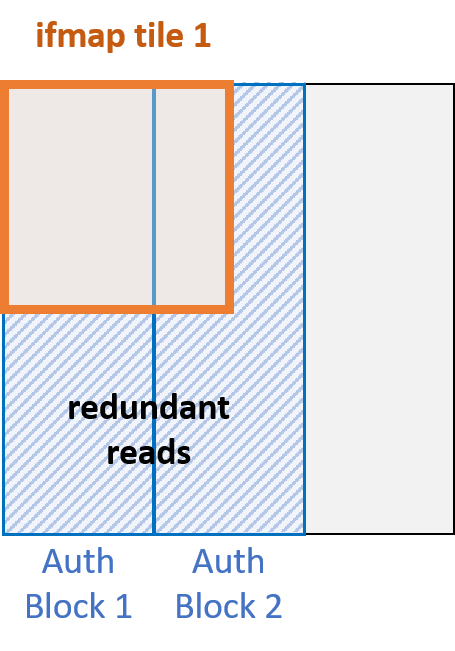 ifmap tile 1
redundant
reads
Auth
Block 1
Auth
Block 2